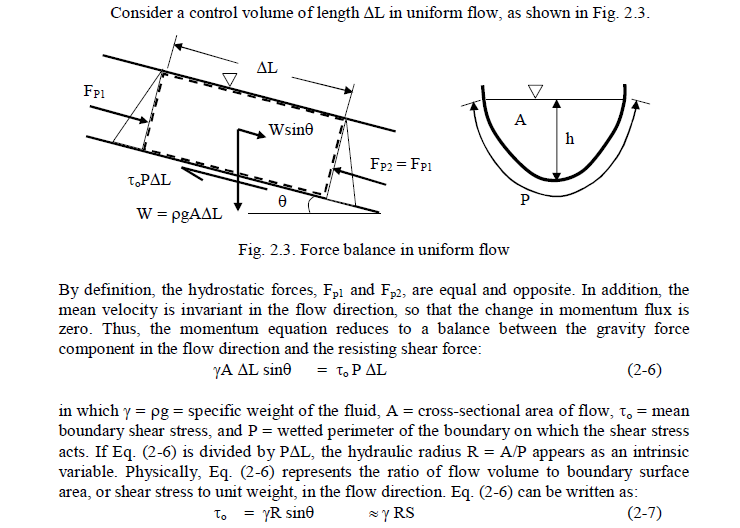 Consider a control volume of length ΔL in uniform flow, as shown in Fig. 2.3.
ΔL
F_P1
Wsinθ
A
h
F_P2 = F_P1
τₒPΔL
θ
P
W = ρgAΔL
Fig. 2.3. Force balance in uniform flow
By definition, the hydrostatic forces, F_p1 and F_p2, are equal and opposite. In addition, the
mean velocity is invariant in the flow direction, so that the change in momentum flux is
zero. Thus, the momentum equation reduces to a balance between the gravity force
component in the flow direction and the resisting shear force:
γA ΔL sinθ = τₒ P ΔL (2-6)
in which γ = ρg = specific weight of the fluid, A = cross-sectional area of flow, τₒ = mean
boundary shear stress, and P = wetted perimeter of the boundary on which the shear stress
acts. If Eq. (2-6) is divided by PΔL, the hydraulic radius R = A/P appears as an intrinsic
variable. Physically, Eq. (2-6) represents the ratio of flow volume to boundary surface
area, or shear stress to unit weight, in the flow direction. Eq. (2-6) can be written as:
τₒ = γR sinθ ≈ γ RS (2-7)